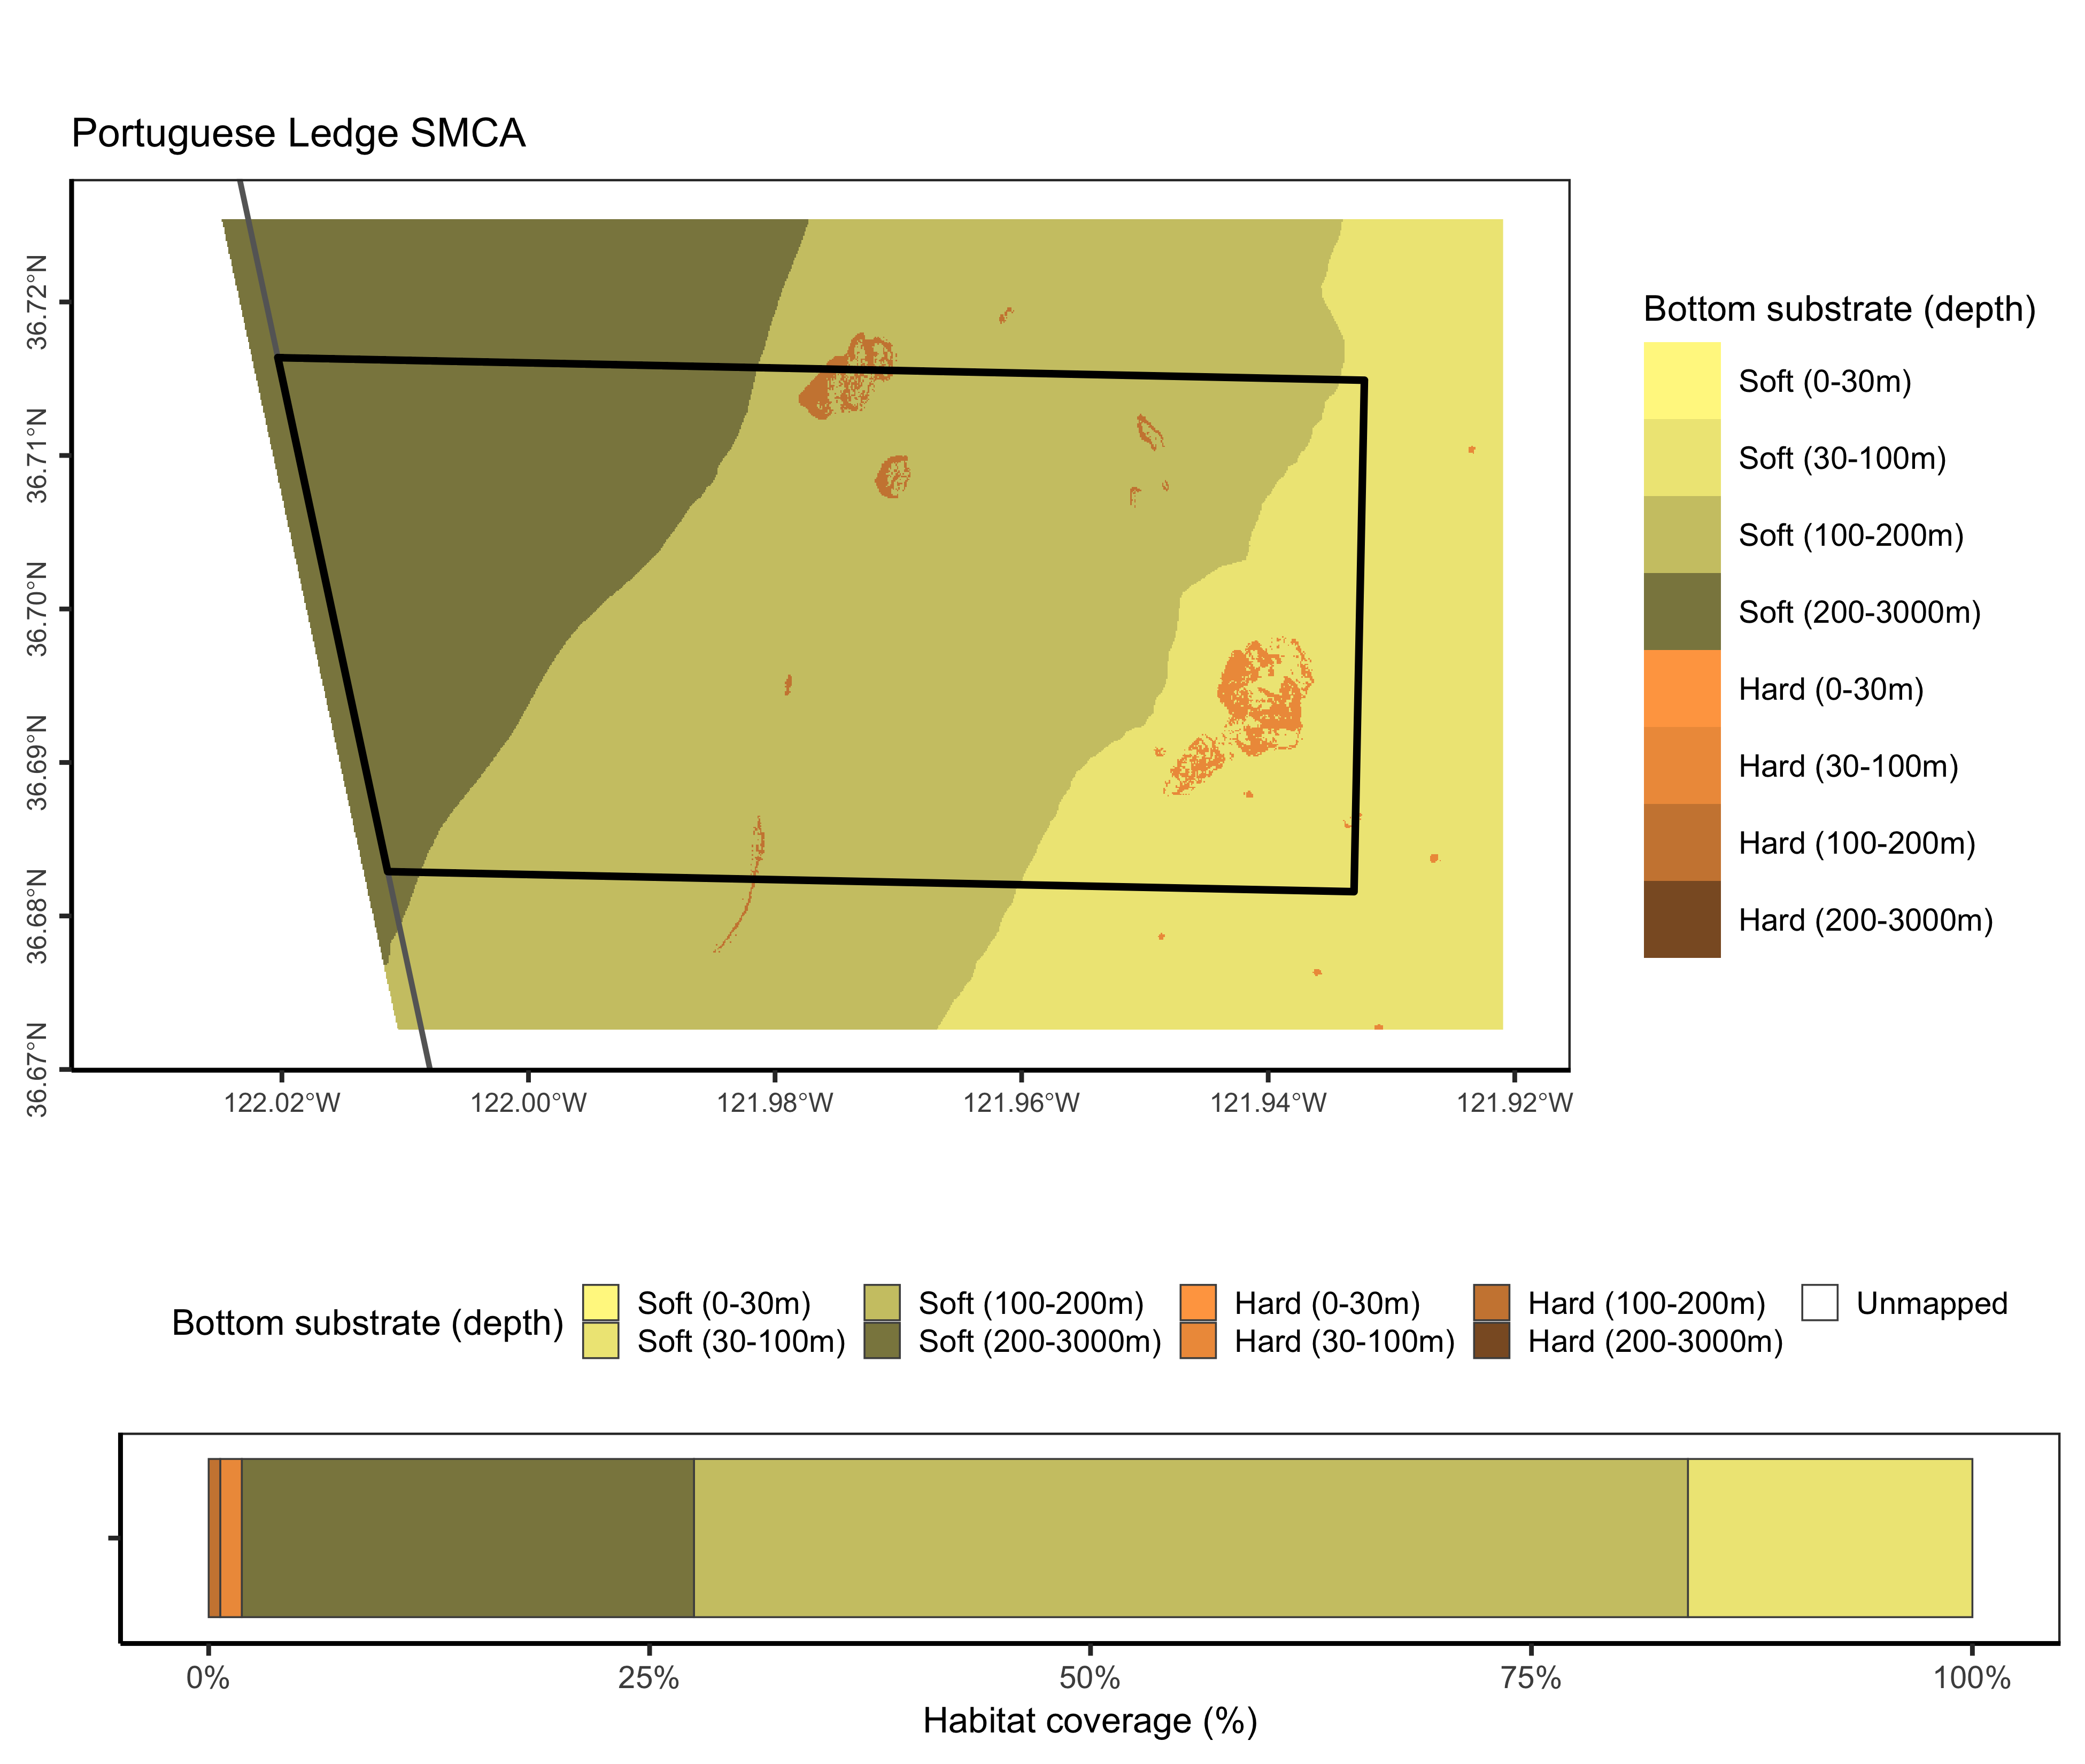 Portuguese Ledge SMCA
36.72°N
36.71°N
36.70°N
36.69°N
36.68°N
36.67°N
122.02°W 122.00°W 121.98°W 121.96°W 121.94°W 121.92°W
Bottom substrate (depth)
Soft (0-30m)
Soft (30-100m)
Soft (100-200m)
Soft (200-3000m)
Hard (0-30m)
Hard (30-100m)
Hard (100-200m)
Hard (200-3000m)
Bottom substrate (depth)
Soft (0-30m) Soft (100-200m) Hard (0-30m) Hard (100-200m) Unmapped
Soft (30-100m) Soft (200-3000m) Hard (30-100m) Hard (200-3000m)
0% 25% 50% 75% 100%
Habitat coverage (%)